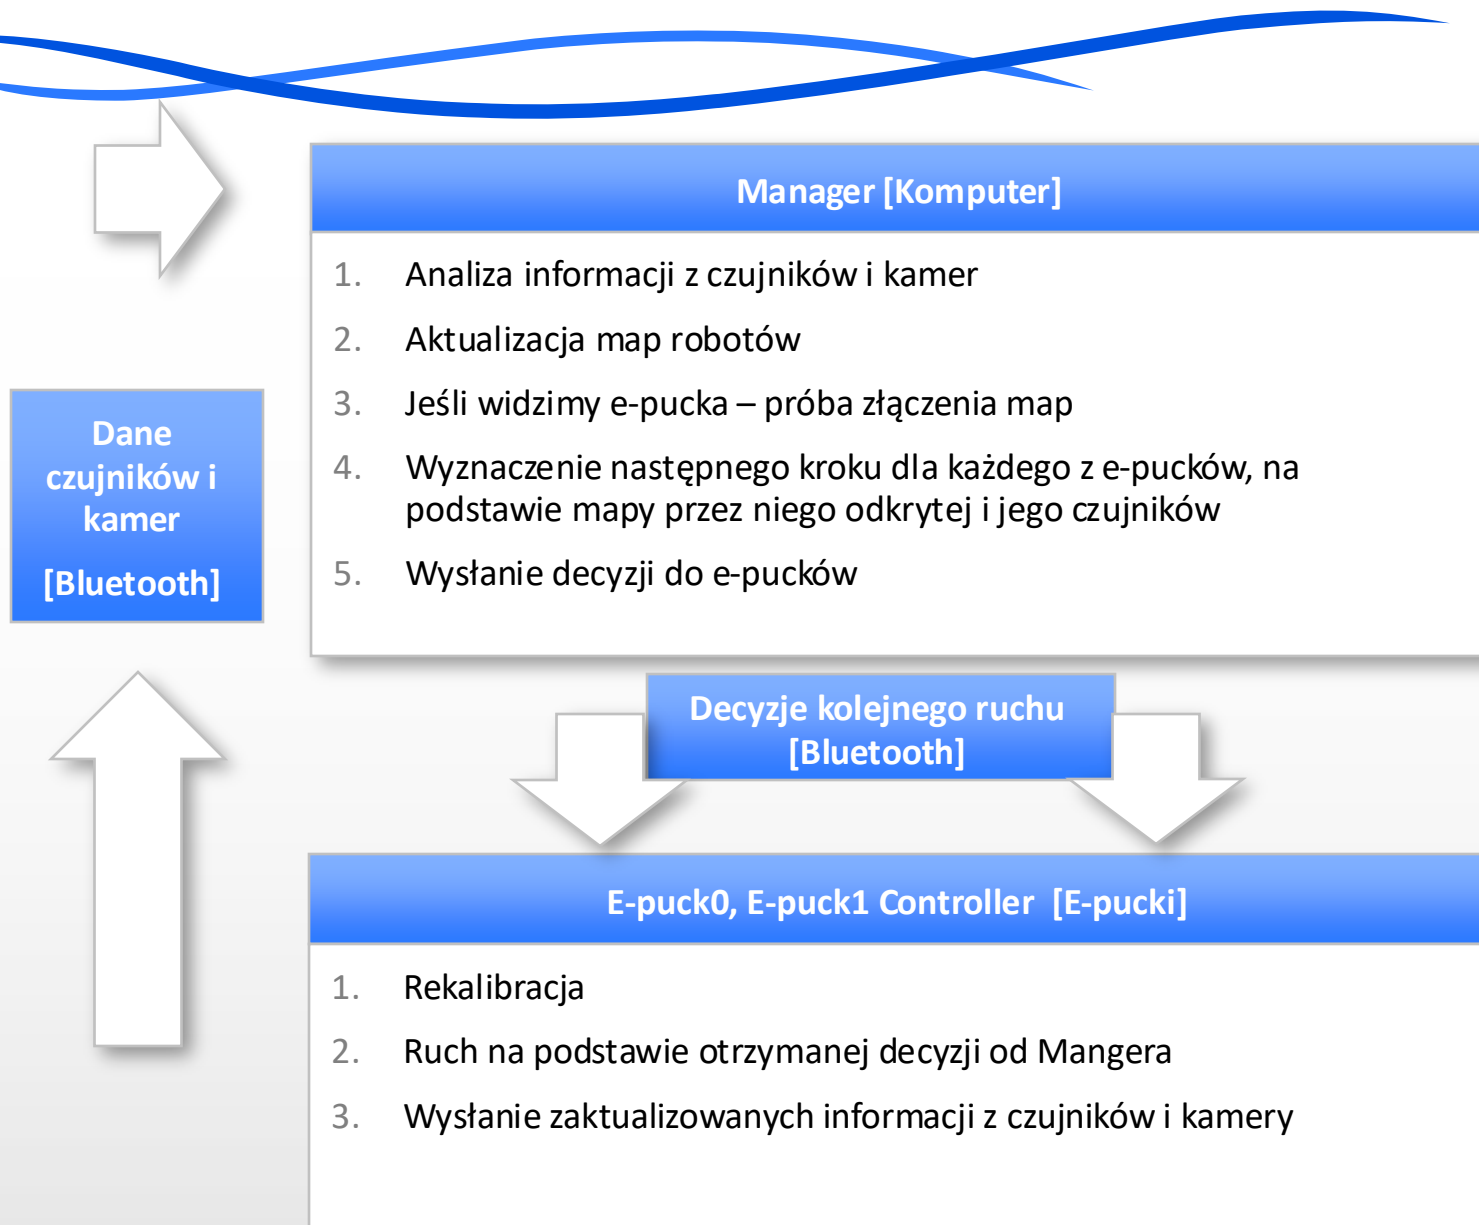 Manager [Komputer]
1. Analiza informacji z czujników i kamer
2. Aktualizacja map robotów
3. Jeśli widzimy e-pucka – próba złączenia map
4. Wyznaczenie następnego kroku dla każdego z e-pucków, na
podstawie mapy przez niego odkrytej i jego czujników
5. Wysłanie decyzji do e-pucków
Dane
czujników i
kamer
[Bluetooth]
Decyzje kolejnego ruchu
[Bluetooth]
E-puck0, E-puck1 Controller [E-pucki]
1. Rekalibracja
2. Ruch na podstawie otrzymanej decyzji od Mangera
3. Wysłanie zaktualizowanych informacji z czujników i kamery